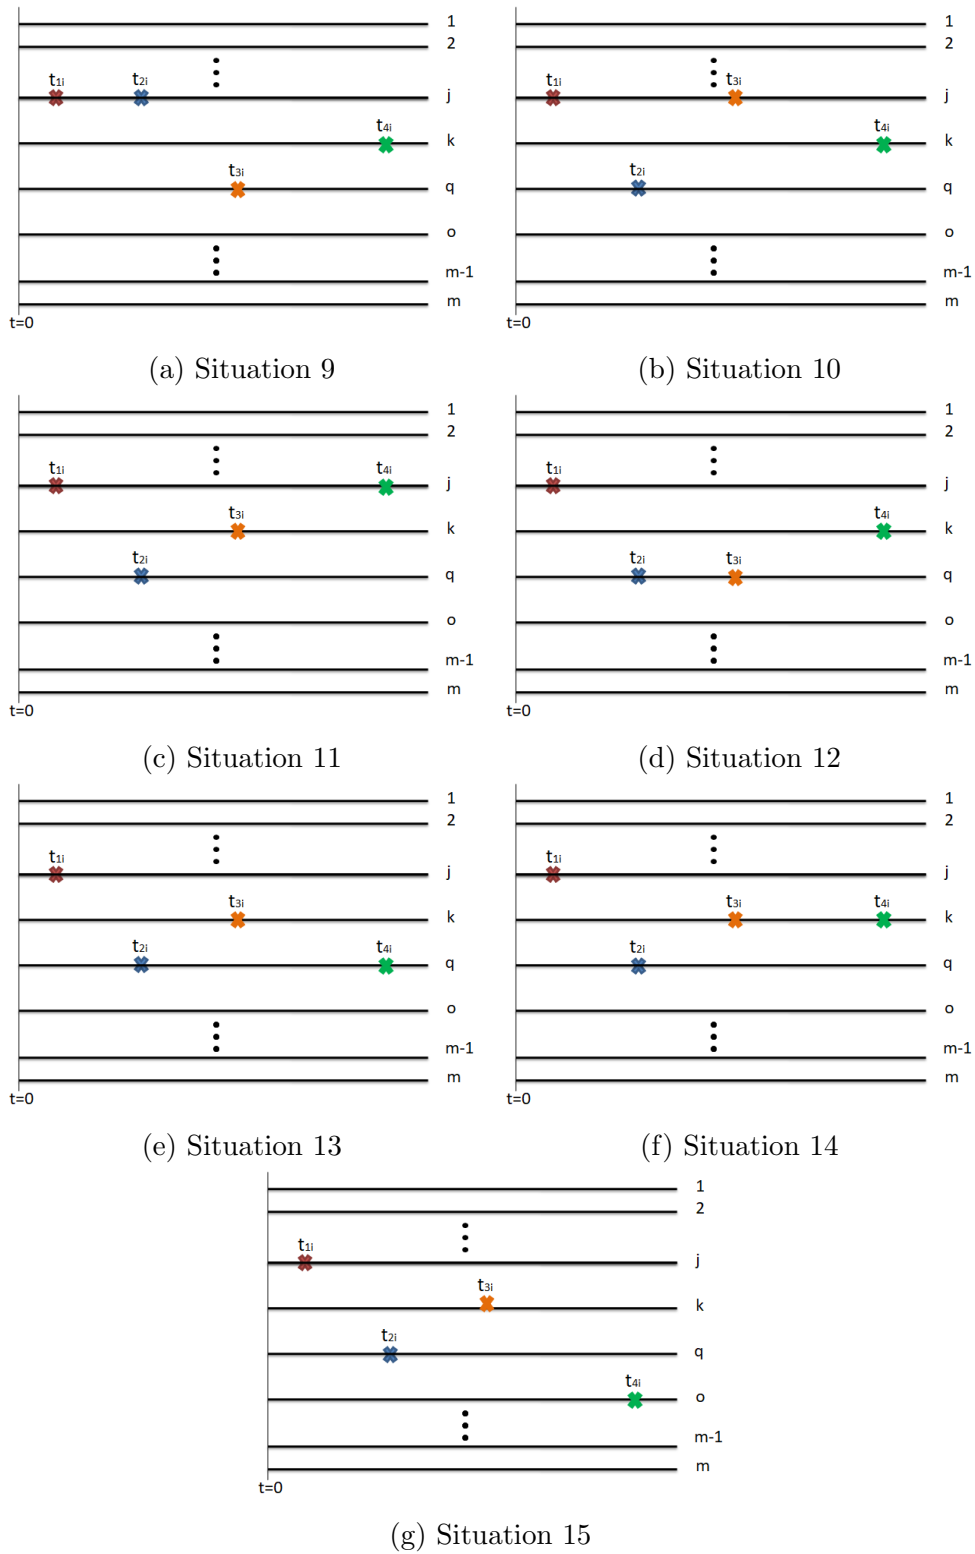 1
2
t1i t2i
j
t4i
k
t3i
q
o
m-1
m
t=0
(a) Situation 9
1
2
t1i t3i
j
t4i
k
t2i
q
o
m-1
m
t=0
(b) Situation 10
1
2
t1i t4i
j
t3i
k
t2i
q
o
m-1
m
t=0
(c) Situation 11
1
2
t1i
j
t4i
k
t2i t3i
q
o
m-1
m
t=0
(d) Situation 12
1
2
t1i
j
t3i
k
t2i t4i
q
o
m-1
m
t=0
(e) Situation 13
1
2
t1i
j
t3i t4i
k
t2i
q
o
m-1
m
t=0
(f) Situation 14
1
2
t1i
j
t3i
k
t2i
q
t4i
o
m-1
m
t=0
(g) Situation 15